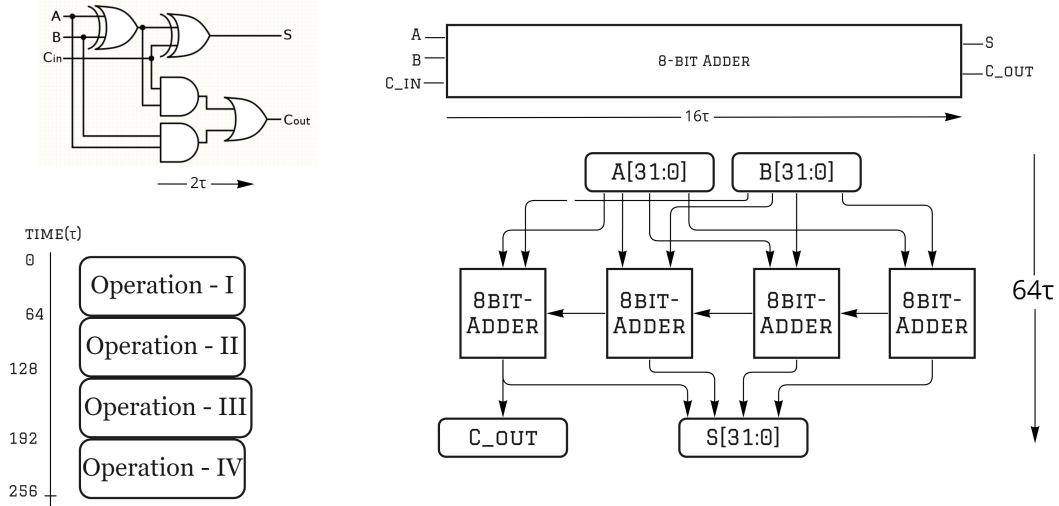 A
B
Cin
S
Cout
2τ
A
B
C_IN
8-BIT ADDER
S
C_OUT
16τ
A[31:0]
B[31:0]
8BIT-
ADDER
8BIT-
ADDER
8BIT-
ADDER
8BIT-
ADDER
C_OUT
S[31:0]
64τ
TIME(τ)
0
Operation - I
64
Operation - II
128
Operation - III
192
Operation - IV
256